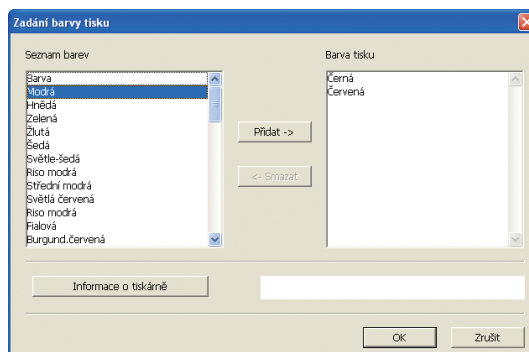 Zadání barvy tisku
Seznam barev
Barva
Modrá
Hnědá
Zelená
Žlutá
Šedá
Světle-šedá
Riso modrá
Střední modrá
Světlá červená
Riso modrá
Fialová
Burgund.červená
Přidat ->
<- Smazat
Barva tisku
Černá
Červená
Informace o tiskárně
OK
Zrušit